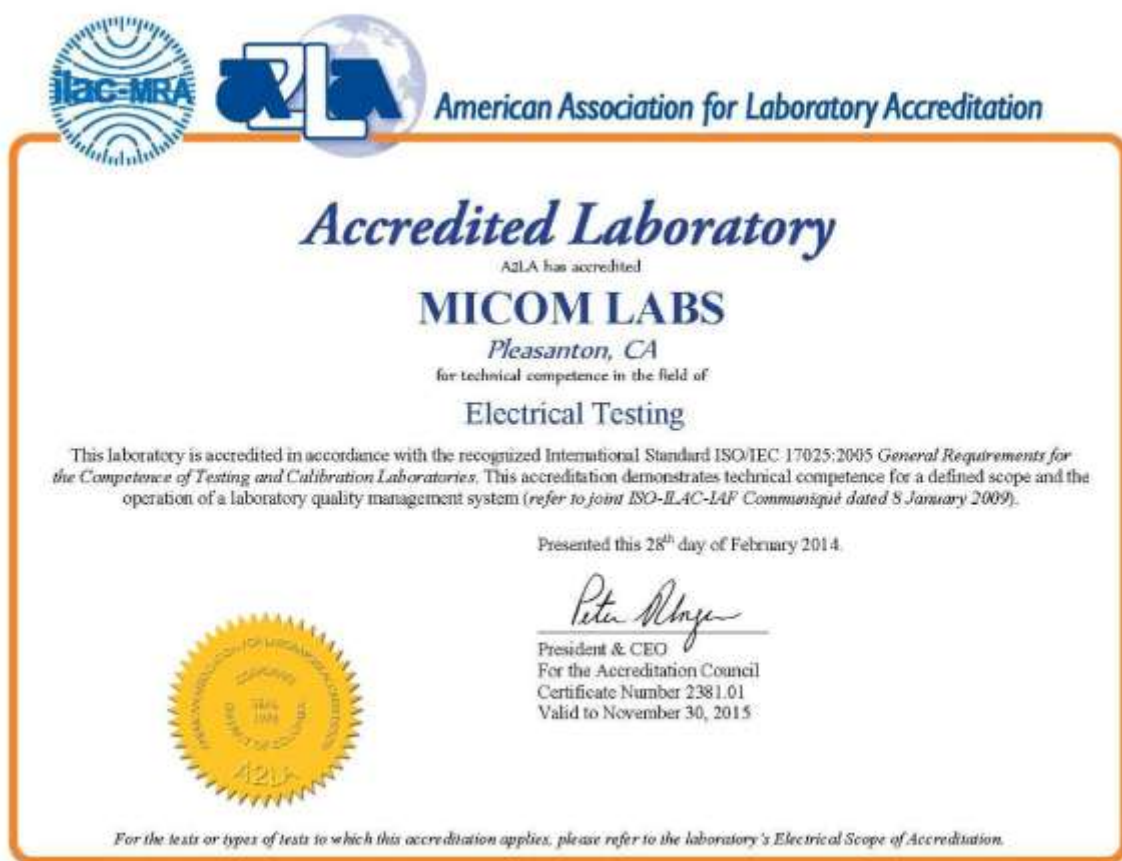 ilac-MRA
A2LA
American Association for Laboratory Accreditation
Accredited Laboratory
A2LA has accredited
MICOM LABS
Pleasanton, CA
for technical competence in the field of
Electrical Testing
This laboratory is accredited in accordance with the recognized International Standard ISO/IEC 17025:2005 General Requirements for
the Competence of Testing and Calibration Laboratories. This accreditation demonstrates technical competence for a defined scope and the
operation of a laboratory quality management system (refer to joint ISO-ILAC-IAF Communiqué dated 8 January 2009).
Presented this 28th day of February 2014.
President & CEO
For the Accreditation Council
Certificate Number 2381.01
Valid to November 30, 2015
A2LA
For the tests or types of tests to which this accreditation applies, please refer to the laboratory's Electrical Scope of Accreditation.